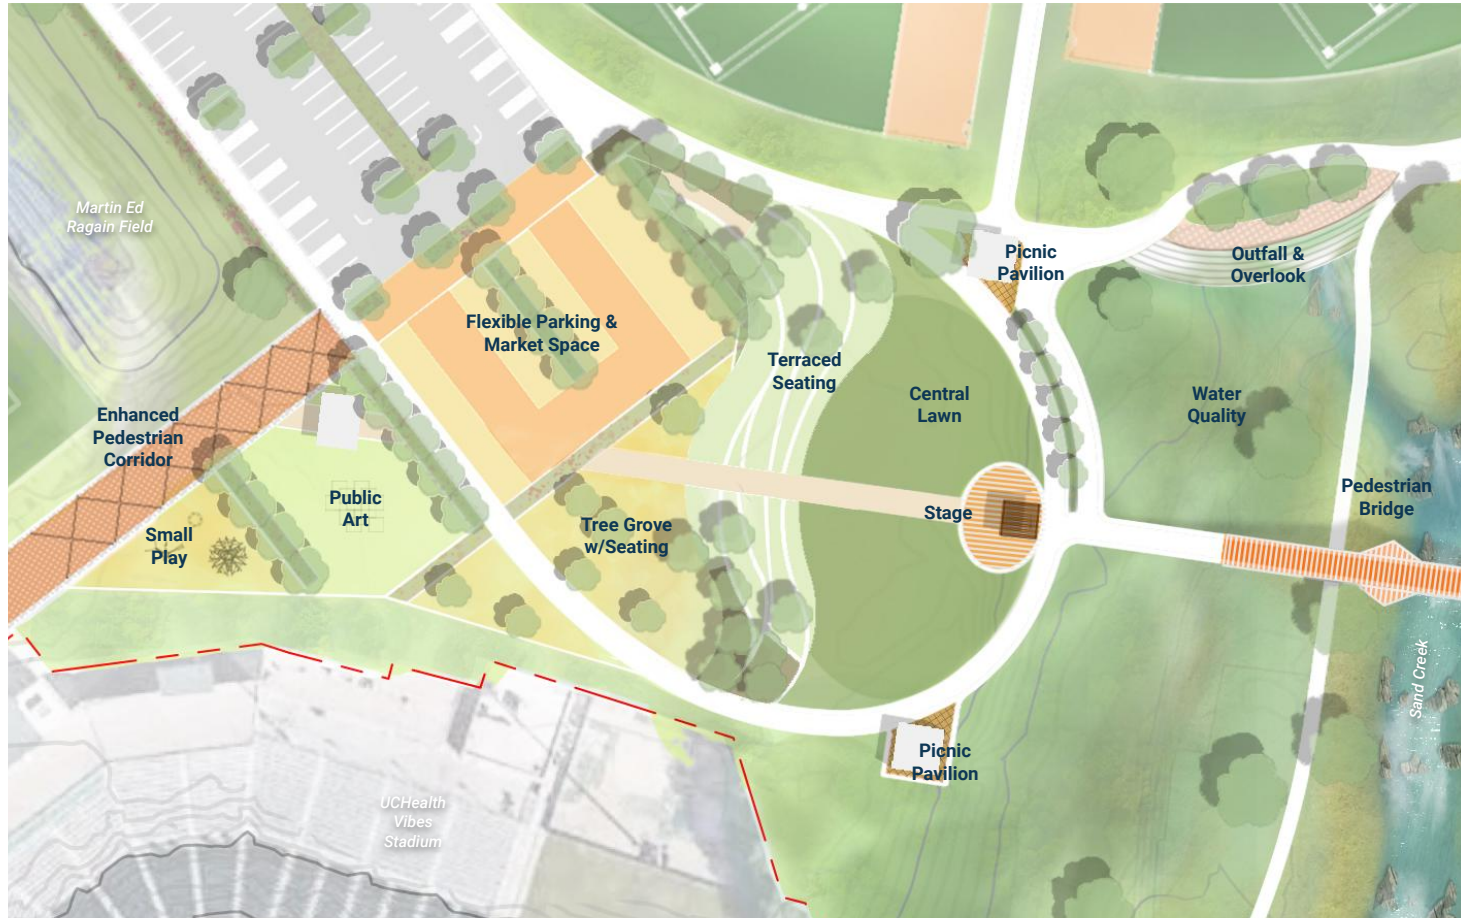 Martin Ed
Ragain Field
Picnic
Pavilion
Outfall &
Overlook
Flexible Parking &
Market Space
Terraced
Seating
Central
Lawn
Water
Quality
Enhanced
Pedestrian
Corridor
Public
Art
Small
Play
Tree Grove
w/Seating
Stage
Pedestrian
Bridge
Sand Creek
Picnic
Pavilion
UCHealth
Vibes
Stadium